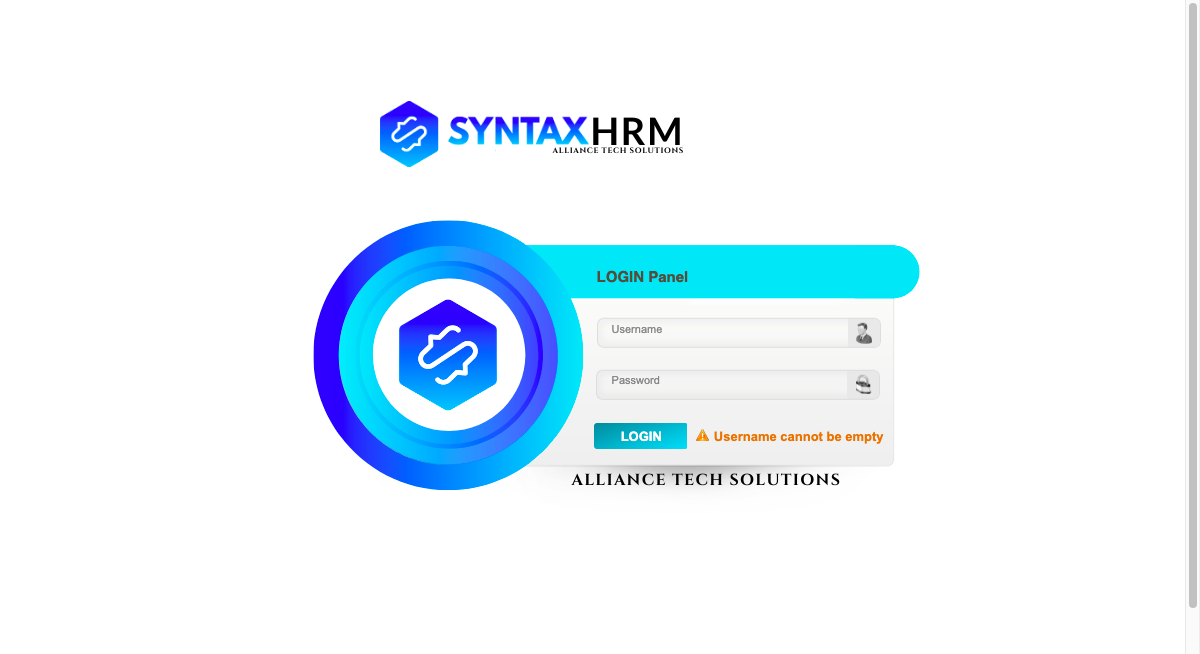 SYNTAXHRM
ALLIANCE TECH SOLUTIONS
LOGIN Panel
Username
Password
LOGIN
Username cannot be empty
ALLIANCE TECH SOLUTIONS